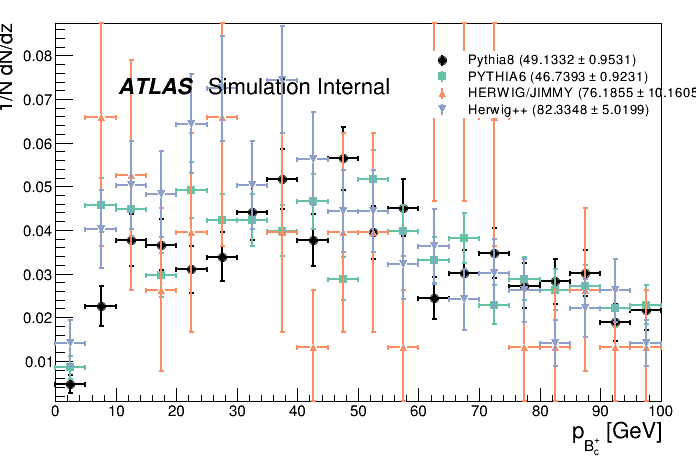 1/N dN/dz
0.08
0.07
0.06
0.05
0.04
0.03
0.02
0.01
ATLAS Simulation Internal
Pythia8 (49.1332 ± 0.9531)
PYTHIA6 (46.7393 ± 0.9231)
HERWIG/JIMMY (76.1855 ± 10.1605
Herwig++ (82.3348 ± 5.0199)
0 10 20 30 40 50 60 70 80 90 100
p_{B_c^+} [GeV]